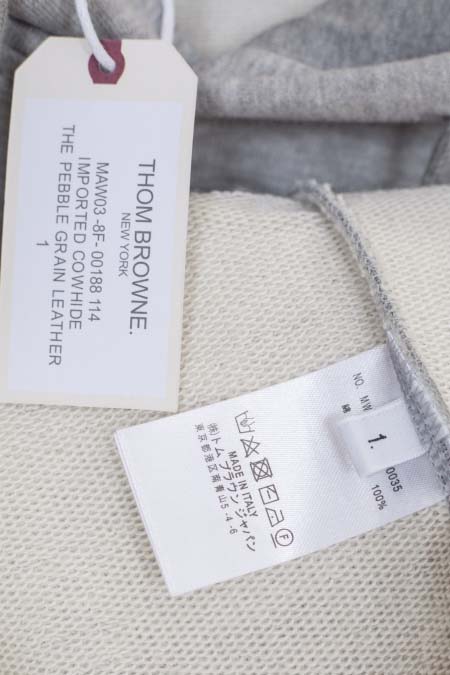 THOM BROWNE.
NEW YORK
MAW03 -8F- 00188 114
IMPORTED COWHIDE
THE PEBBLE GRAIN LEATHER
1
NO. MW
0035
綿
100%
1.
F
MADE IN ITALY
(株)トム ブラウン ジャパン
東京都港区南青山5-4-6